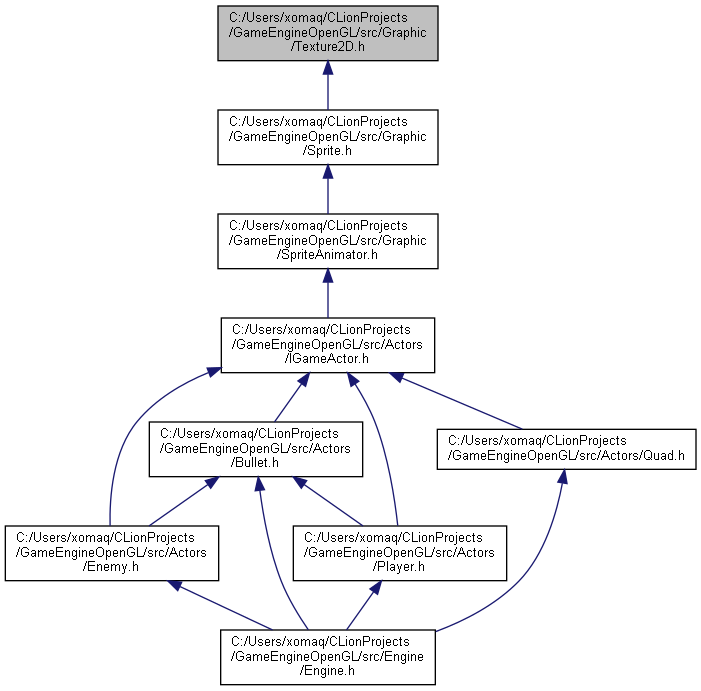 C:/Users/xomaq/CLionProjects
/GameEngineOpenGL/src/Graphic
/Texture2D.h
C:/Users/xomaq/CLionProjects
/GameEngineOpenGL/src/Graphic
/Sprite.h
C:/Users/xomaq/CLionProjects
/GameEngineOpenGL/src/Graphic
/SpriteAnimator.h
C:/Users/xomaq/CLionProjects
/GameEngineOpenGL/src/Actors
/IGameActor.h
C:/Users/xomaq/CLionProjects
/GameEngineOpenGL/src/Actors
/Bullet.h
C:/Users/xomaq/CLionProjects
/GameEngineOpenGL/src/Actors/Quad.h
C:/Users/xomaq/CLionProjects
/GameEngineOpenGL/src/Actors
/Enemy.h
C:/Users/xomaq/CLionProjects
/GameEngineOpenGL/src/Actors
/Player.h
C:/Users/xomaq/CLionProjects
/GameEngineOpenGL/src/Engine
/Engine.h